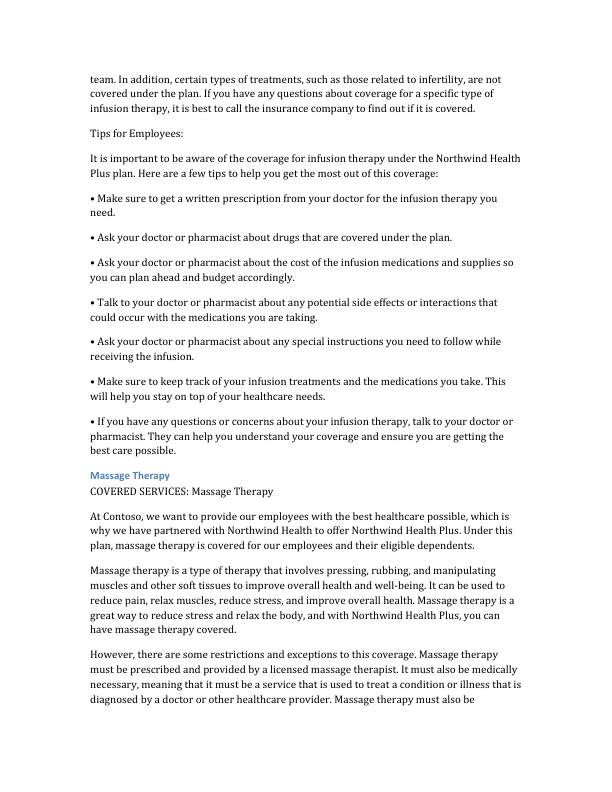 team. In addition, certain types of treatments, such as those related to infertility, are not
covered under the plan. If you have any questions about coverage for a specific type of
infusion therapy, it is best to call the insurance company to find out if it is covered.
Tips for Employees:
It is important to be aware of the coverage for infusion therapy under the Northwind Health
Plus plan. Here are a few tips to help you get the most out of this coverage:
• Make sure to get a written prescription from your doctor for the infusion therapy you
need.
• Ask your doctor or pharmacist about drugs that are covered under the plan.
• Ask your doctor or pharmacist about the cost of the infusion medications and supplies so
you can plan ahead and budget accordingly.
• Talk to your doctor or pharmacist about any potential side effects or interactions that
could occur with the medications you are taking.
• Ask your doctor or pharmacist about any special instructions you need to follow while
receiving the infusion.
• Make sure to keep track of your infusion treatments and the medications you take. This
will help you stay on top of your healthcare needs.
• If you have any questions or concerns about your infusion therapy, talk to your doctor or
pharmacist. They can help you understand your coverage and ensure you are getting the
best care possible.
Massage Therapy
COVERED SERVICES: Massage Therapy
At Contoso, we want to provide our employees with the best healthcare possible, which is
why we have partnered with Northwind Health to offer Northwind Health Plus. Under this
plan, massage therapy is covered for our employees and their eligible dependents.
Massage therapy is a type of therapy that involves pressing, rubbing, and manipulating
muscles and other soft tissues to improve overall health and well-being. It can be used to
reduce pain, relax muscles, reduce stress, and improve overall health. Massage therapy is a
great way to reduce stress and relax the body, and with Northwind Health Plus, you can
have massage therapy covered.
However, there are some restrictions and exceptions to this coverage. Massage therapy
must be prescribed and provided by a licensed massage therapist. It must also be medically
necessary, meaning that it must be a service that is used to treat a condition or illness that is
diagnosed by a doctor or other healthcare provider. Massage therapy must also be